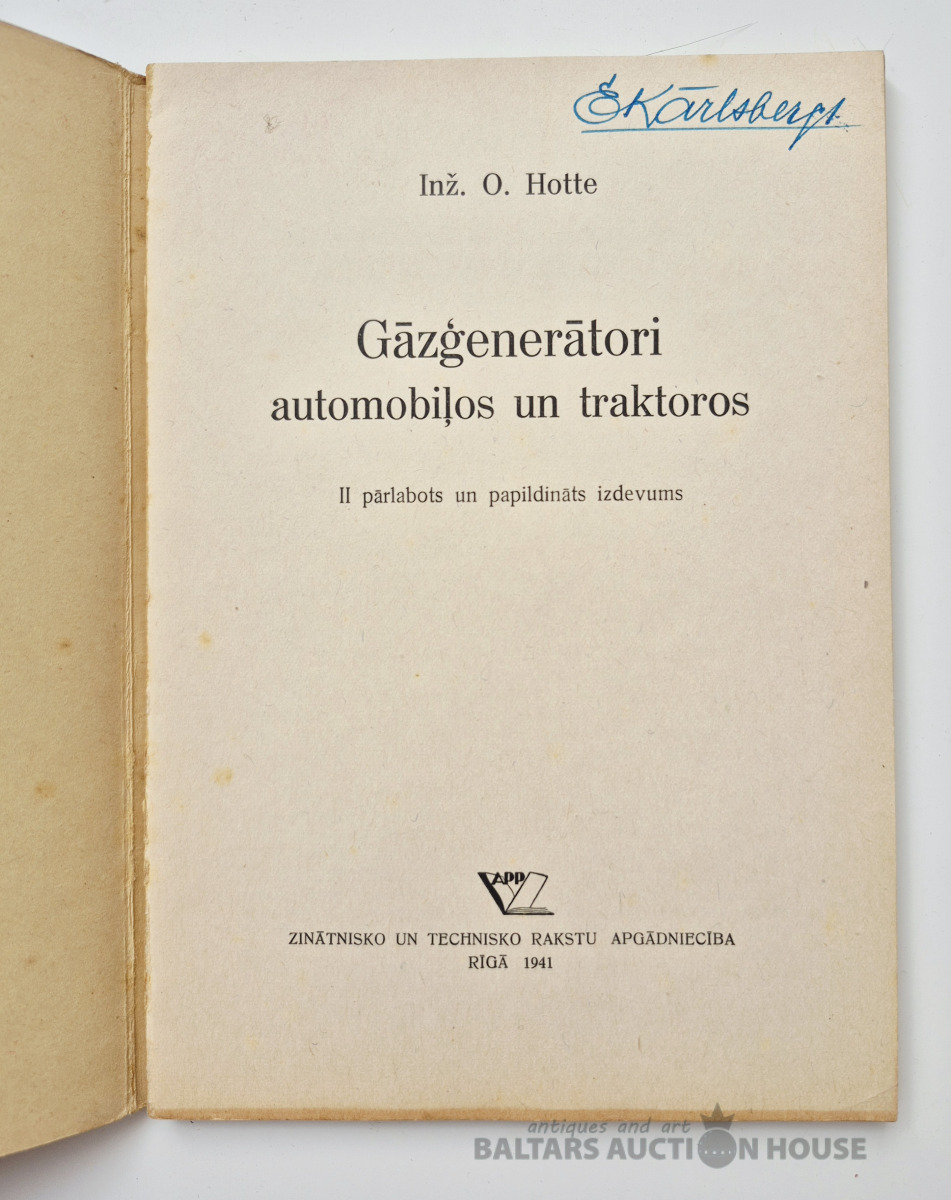 EKārlsbergs
Inž. O. Hotte
Gāzģenerātori
automobiļos un traktoros
II pārlabots un papildināts izdevums
APP
ZINĀTNISKO UN TECHNISKO RAKSTU APGĀDNIECĪBA
RĪGĀ 1941
antiques and art
BALTARS AUCTION HOUSE